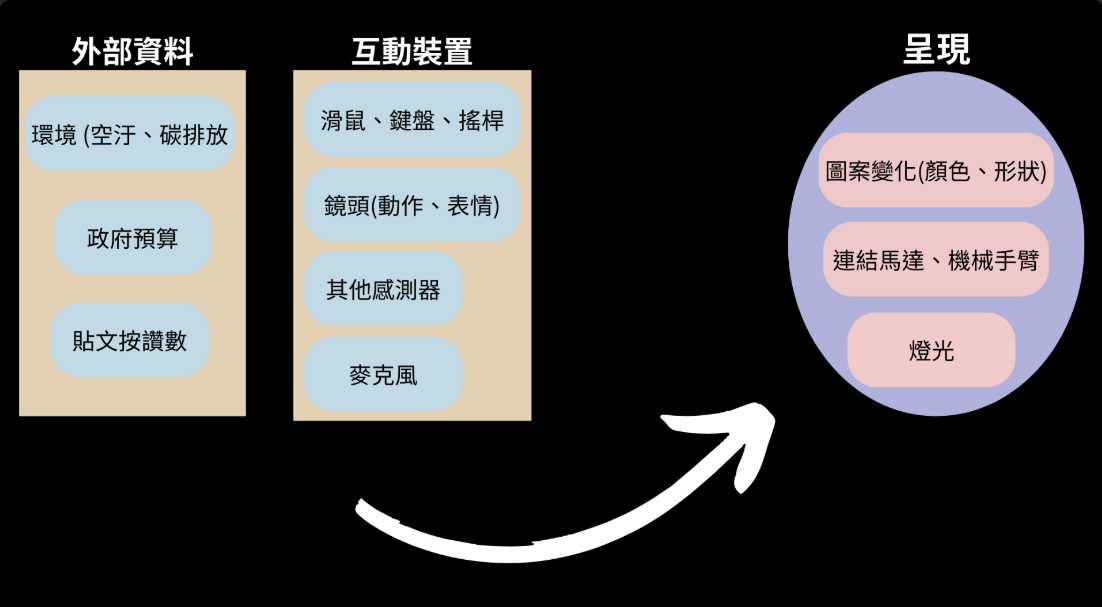 外部資料
環境 (空汙、碳排放
政府預算
貼文按讚數
互動裝置
滑鼠、鍵盤、搖桿
鏡頭(動作、表情)
其他感測器
麥克風
呈現
圖案變化(顏色、形狀)
連結馬達、機械手臂
燈光